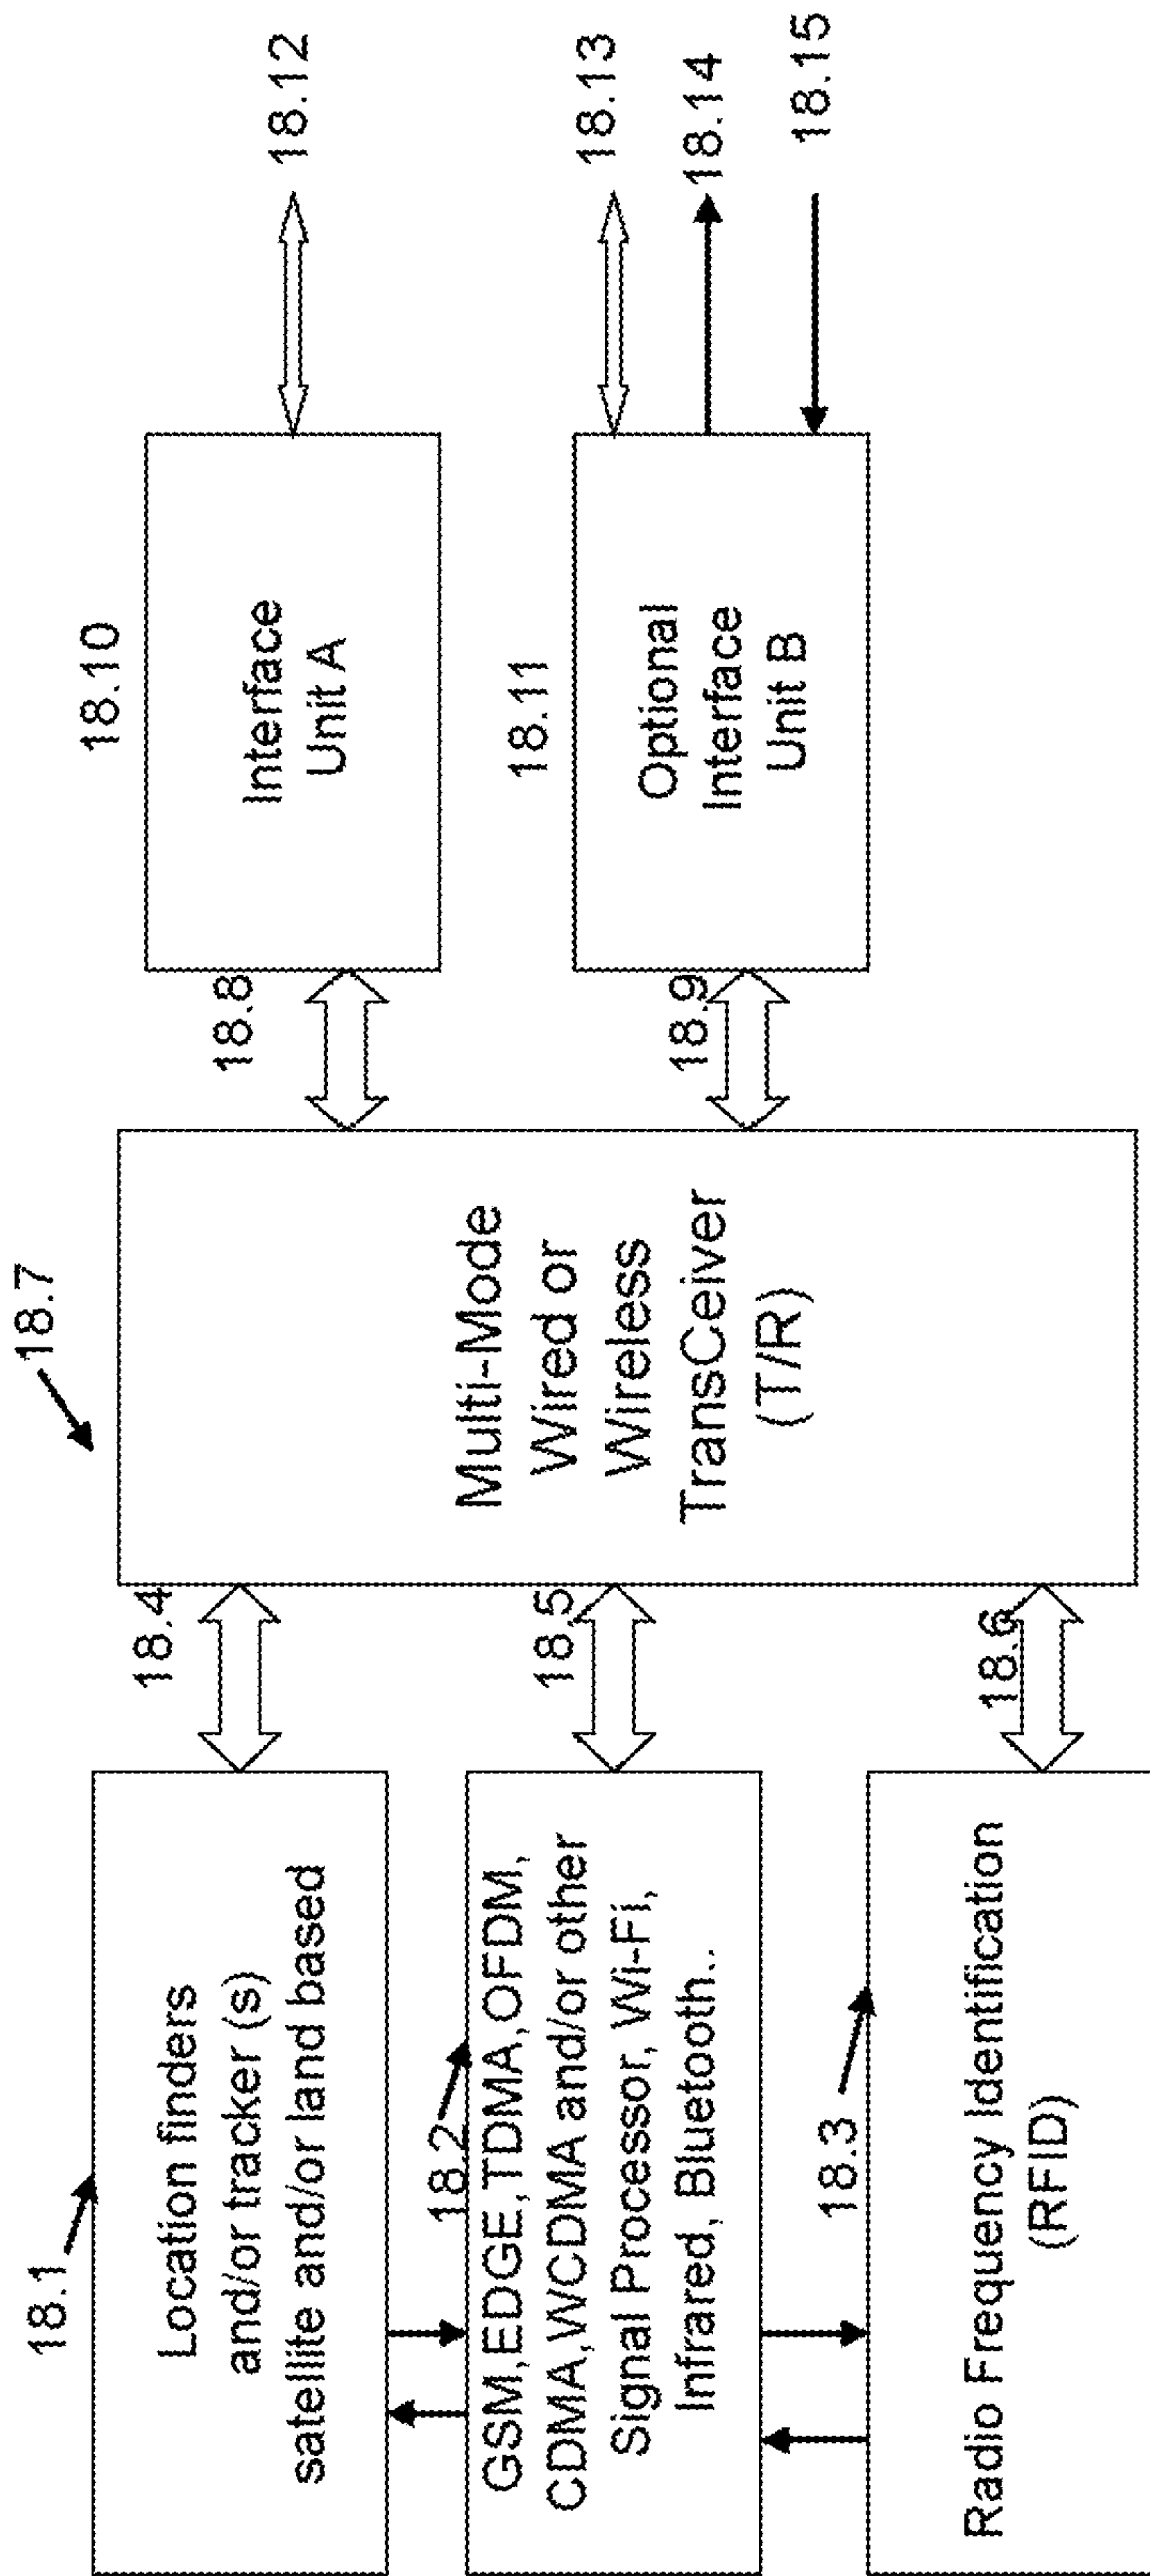 18.1
Location finders
and/or tracker (s)
satellite and/or land based
18.2
GSM,EDGE,TDMA,OFDM,
CDMA,WCDMA and/or other
Signal Processor, Wi-Fi,
Infrared, Bluetooth..
18.3
Radio Frequency Identification
(RFID)
18.4
18.5
18.6
18.7
Multi-Mode
Wired or
Wireless
TransCeiver
(T/R)
18.8
18.9
18.10
Interface
Unit A
18.11
Optional
Interface
Unit B
18.12
18.13
18.14
18.15